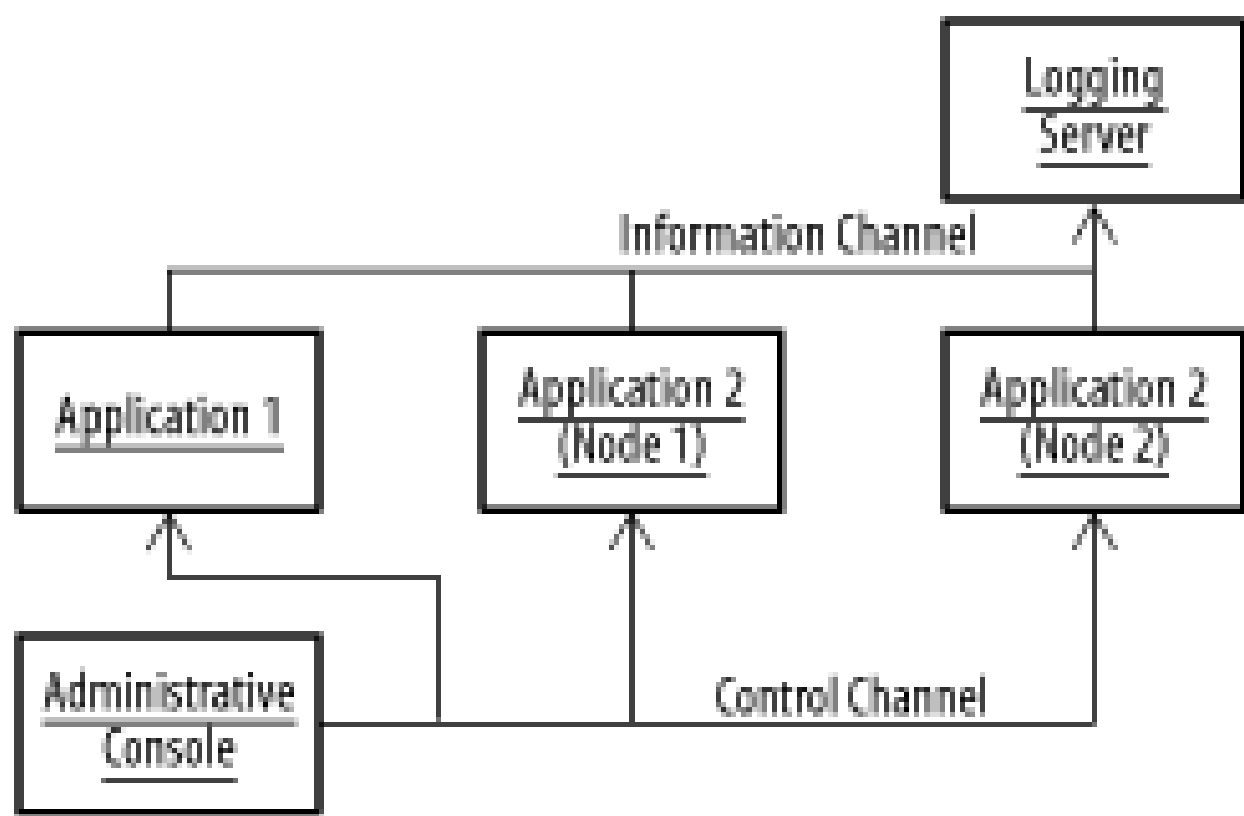 Logging
Server
Information Channel
Application 1
Application 2
(Node 1)
Application 2
(Node 2)
Administrative
Console
Control Channel